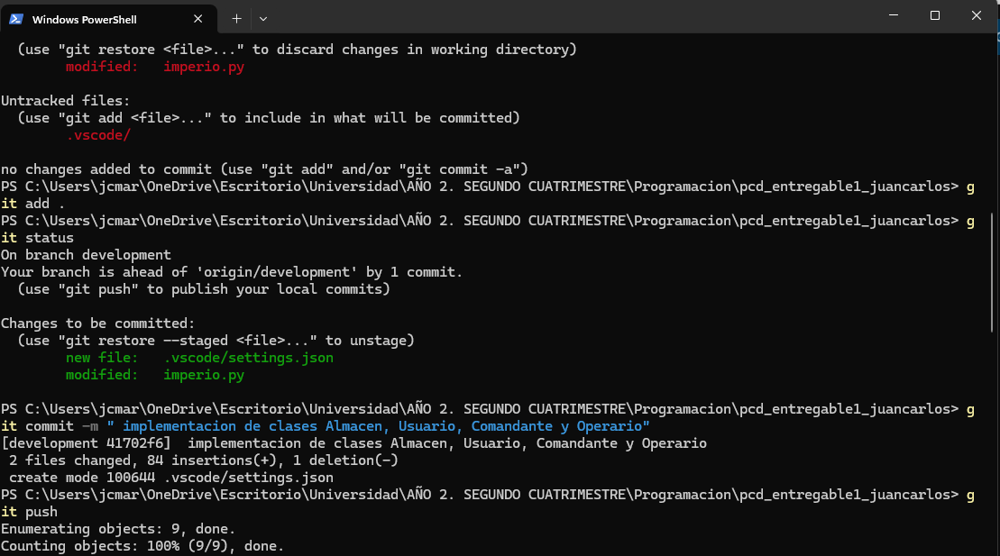 Windows PowerShell
(use "git restore <file>..." to discard changes in working directory)
modified:   imperio.py
Untracked files:
(use "git add <file>..." to include in what will be committed)
.vscode/
no changes added to commit (use "git add" and/or "git commit -a")
PS C:\Users\jcmar\OneDrive\Escritorio\Universidad\AÑO 2. SEGUNDO CUATRIMESTRE\Programacion\pcd_entregable1_juancarlos> g
it add .
PS C:\Users\jcmar\OneDrive\Escritorio\Universidad\AÑO 2. SEGUNDO CUATRIMESTRE\Programacion\pcd_entregable1_juancarlos> g
it status
On branch development
Your branch is ahead of 'origin/development' by 1 commit.
(use "git push" to publish your local commits)
Changes to be committed:
(use "git restore --staged <file>..." to unstage)
new file:   .vscode/settings.json
modified:   imperio.py
PS C:\Users\jcmar\OneDrive\Escritorio\Universidad\AÑO 2. SEGUNDO CUATRIMESTRE\Programacion\pcd_entregable1_juancarlos> g
it commit -m " implementacion de clases Almacen, Usuario, Comandante y Operario"
[development 41702f6]  implementacion de clases Almacen, Usuario, Comandante y Operario
2 files changed, 84 insertions(+), 1 deletion(-)
create mode 100644 .vscode/settings.json
PS C:\Users\jcmar\OneDrive\Escritorio\Universidad\AÑO 2. SEGUNDO CUATRIMESTRE\Programacion\pcd_entregable1_juancarlos> g
it push
Enumerating objects: 9, done.
Counting objects: 100% (9/9), done.